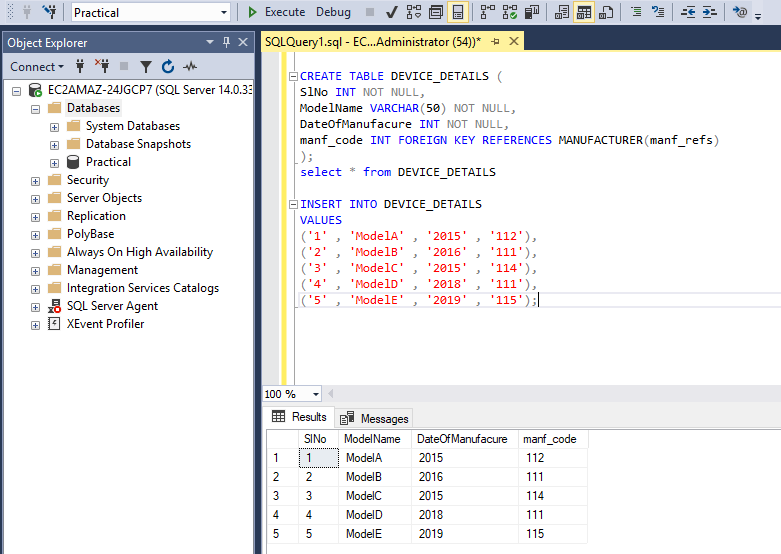 Practical
Execute Debug
Object Explorer
Connect
EC2AMAZ-24JGCP7 (SQL Server 14.0.33
Databases
System Databases
Database Snapshots
Practical
Security
Server Objects
Replication
PolyBase
Always On High Availability
Management
Integration Services Catalogs
SQL Server Agent
XEvent Profiler
SQLQuery1.sql - EC...Administrator (54))*
CREATE TABLE DEVICE_DETAILS (
SlNo INT NOT NULL,
ModelName VARCHAR(50) NOT NULL,
DateOfManufacure INT NOT NULL,
manf_code INT FOREIGN KEY REFERENCES MANUFACTURER(manf_refs)
);
select * from DEVICE_DETAILS
INSERT INTO DEVICE_DETAILS
VALUES
('1' , 'ModelA' , '2015' , '112'),
('2' , 'ModelB' , '2016' , '111'),
('3' , 'ModelC' , '2015' , '114'),
('4' , 'ModelD' , '2018' , '111'),
('5' , 'ModelE' , '2019' , '115');
100 %
Results Messages
SlNo ModelName DateOfManufacure manf_code
1 1 ModelA 2015 112
2 2 ModelB 2016 111
3 3 ModelC 2015 114
4 4 ModelD 2018 111
5 5 ModelE 2019 115